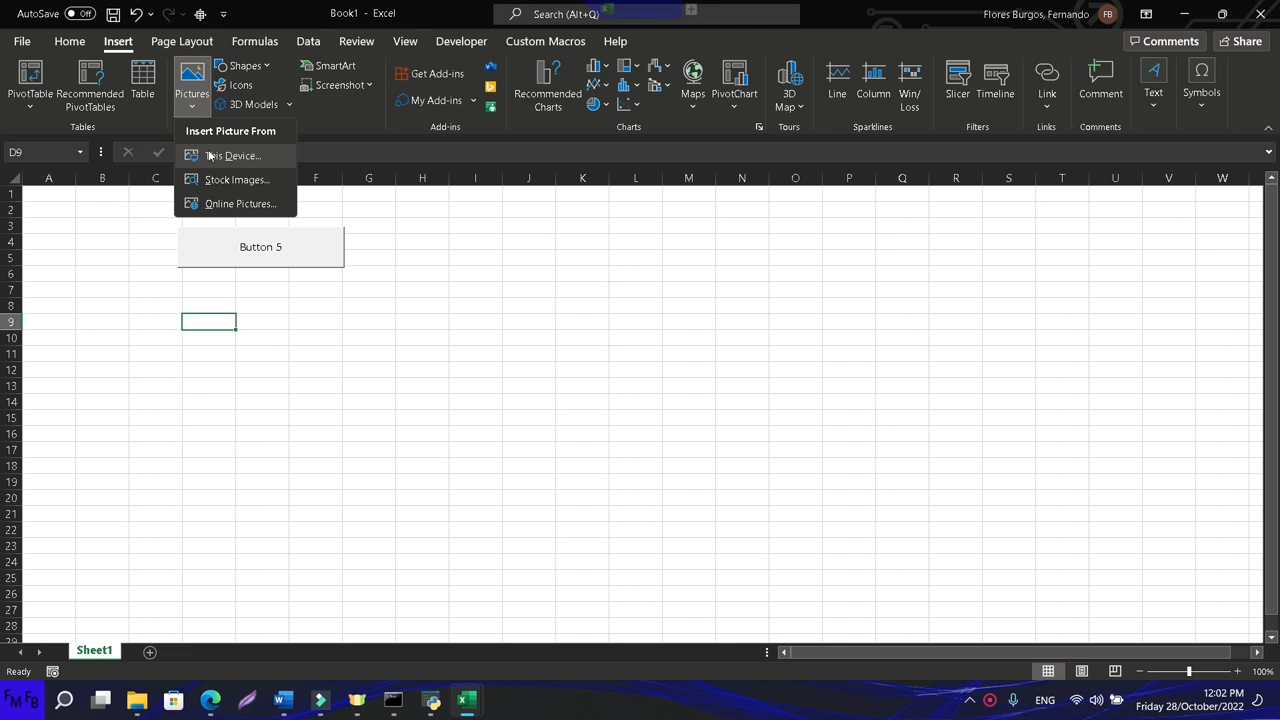 AutoSave Off Book1 - Excel Search (Alt+Q) Flores Burgos, Fernando FB
File Home Insert Page Layout Formulas Data Review View Developer Custom Macros Help Comments Share
PivotTable Recommended PivotTables Table Pictures Shapes Icons 3D Models SmartArt Screenshot Get Add-ins My Add-ins Recommended Charts Maps PivotChart 3D Map Line Column Win/Loss Slicer Timeline Link Comment Text Symbols
Tables Add-ins Charts Tours Sparklines Filters Links Comments
Insert Picture From
This Device...
Stock Images...
Online Pictures...
D9
A B C F G H I J K L M N O P Q R S T U V W
1
2
3
4
5
6
7
8
9
10
11
12
13
14
15
16
17
18
19
20
21
22
23
24
25
26
27
28
29
Button 5
Sheet1
Ready 100%
FM FB ENG 12:02 PM
Friday 28/October/2022